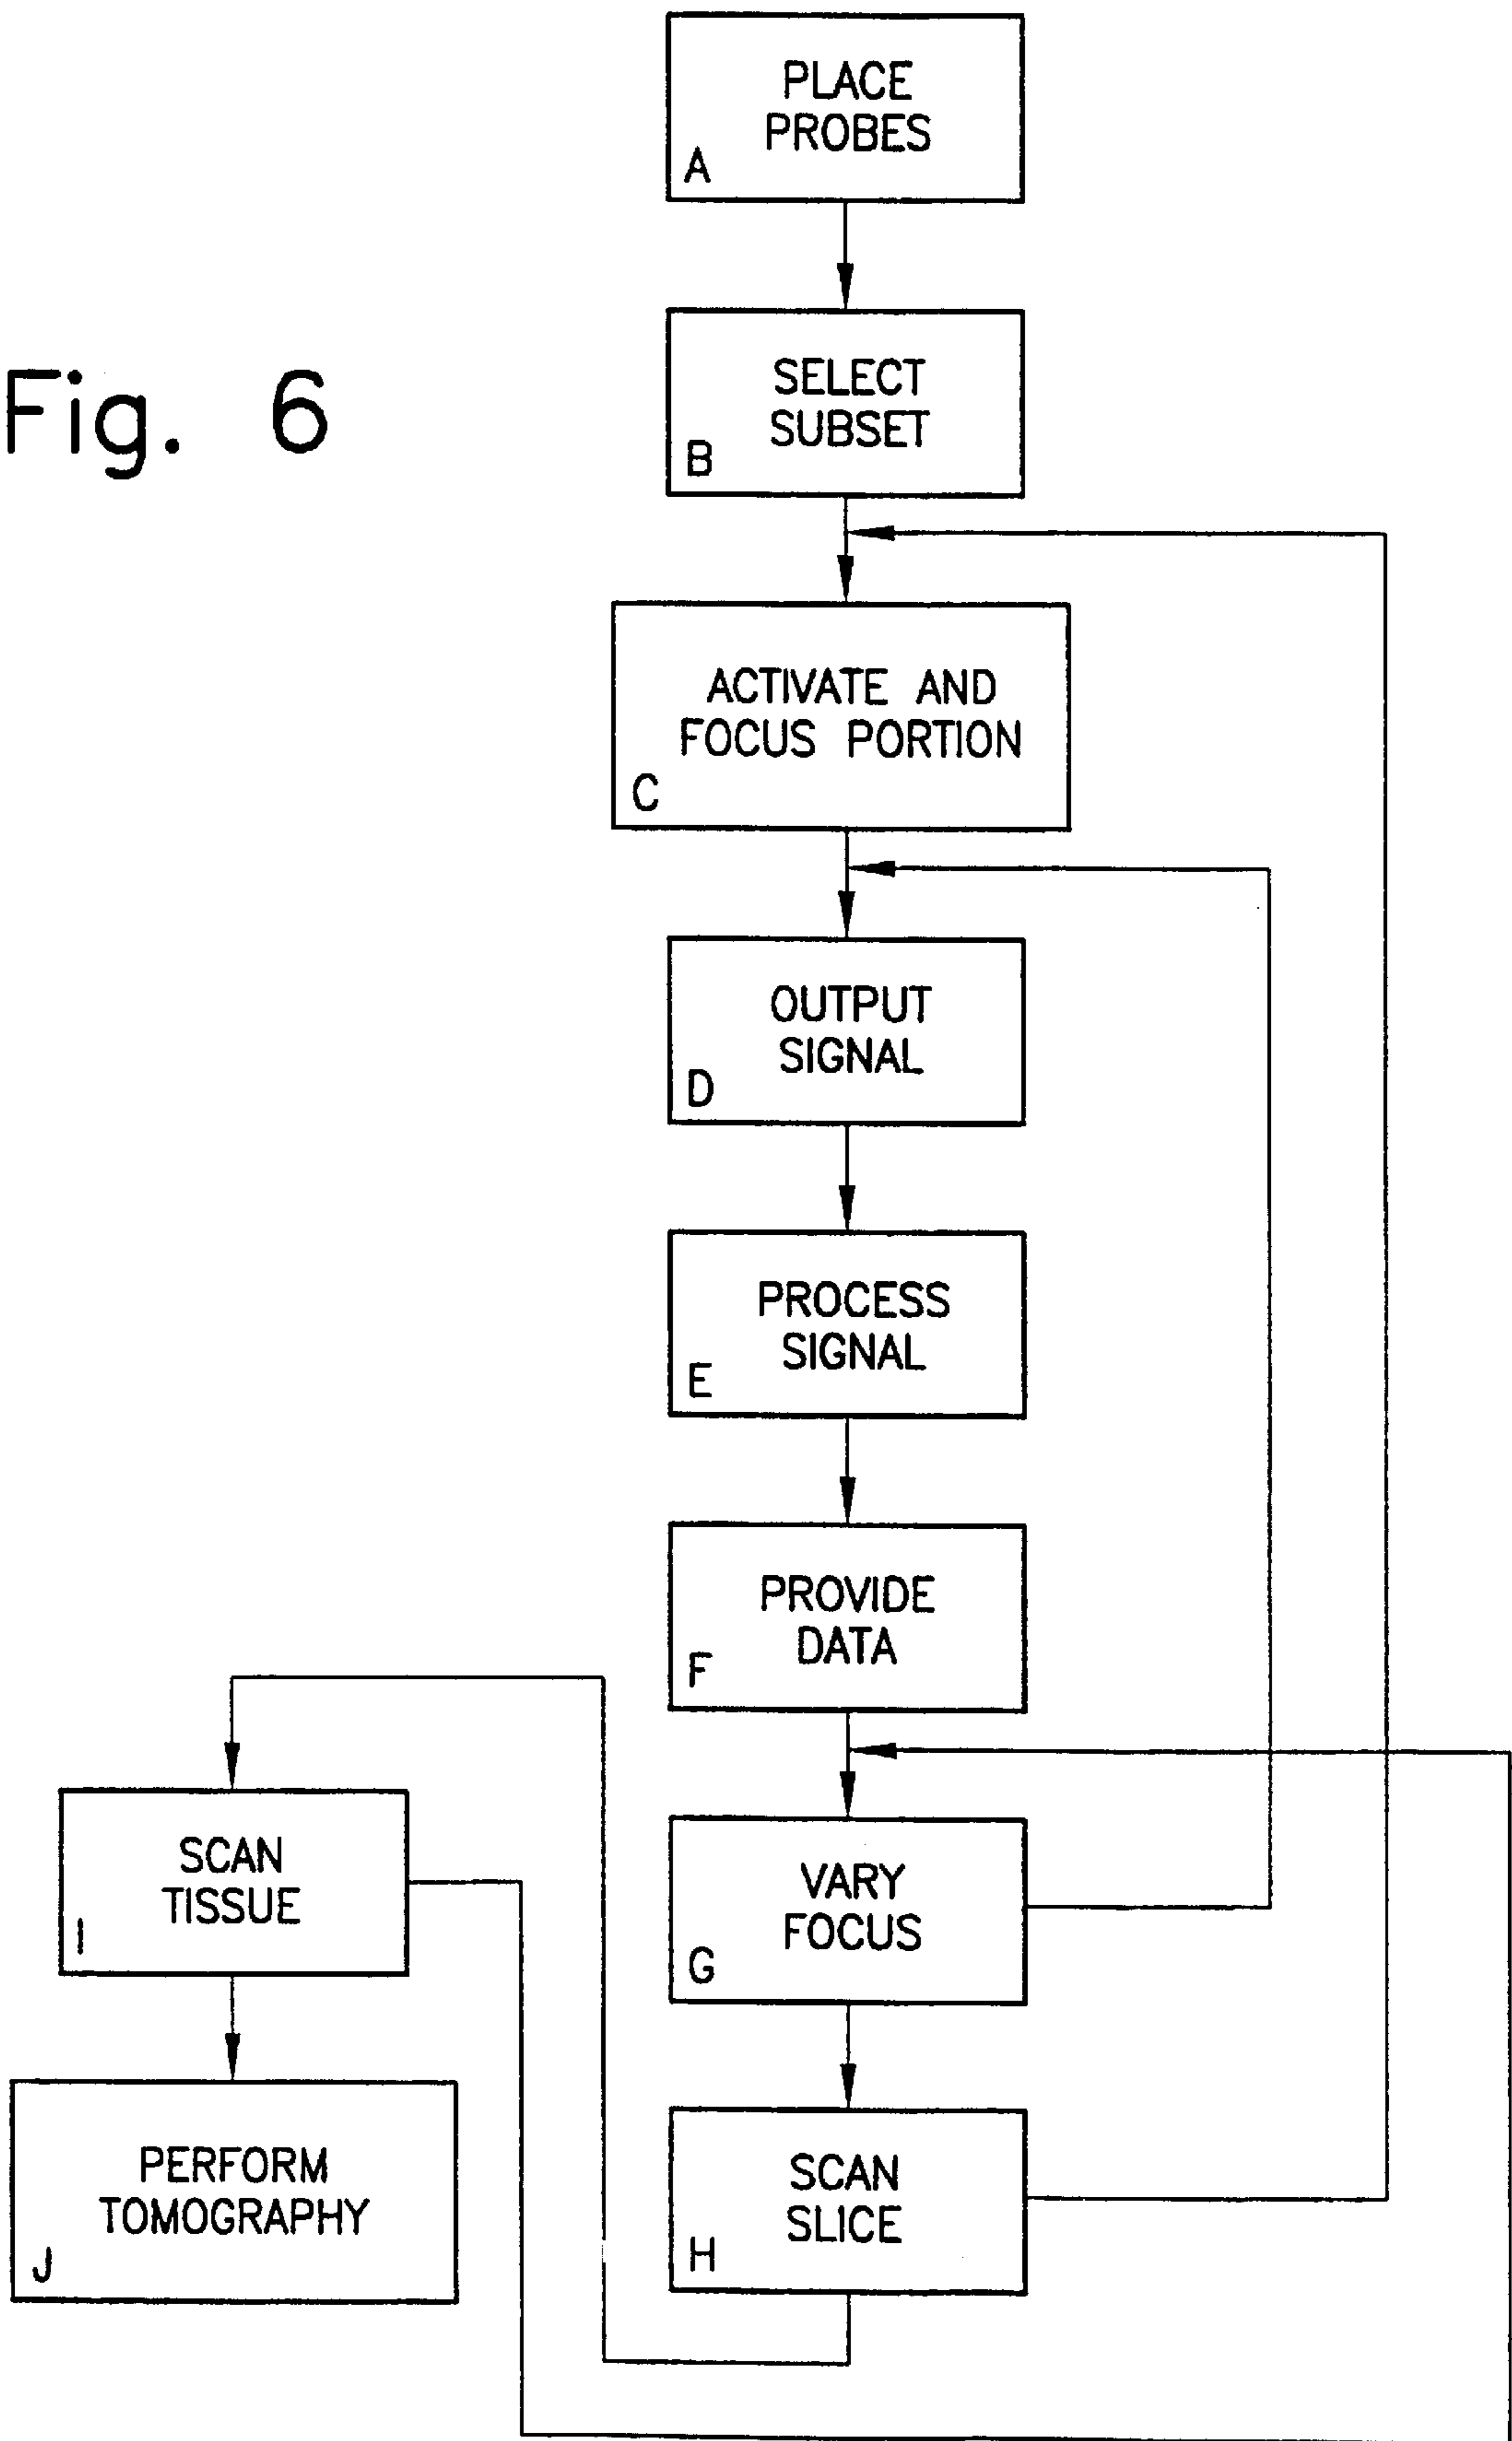 Fig. 6
PLACE
PROBES
A
SELECT
SUBSET
B
ACTIVATE AND
FOCUS PORTION
C
OUTPUT
SIGNAL
D
PROCESS
SIGNAL
E
PROVIDE
DATA
F
VARY
FOCUS
G
SCAN
SLICE
H
SCAN
TISSUE
I
PERFORM
TOMOGRAPHY
J